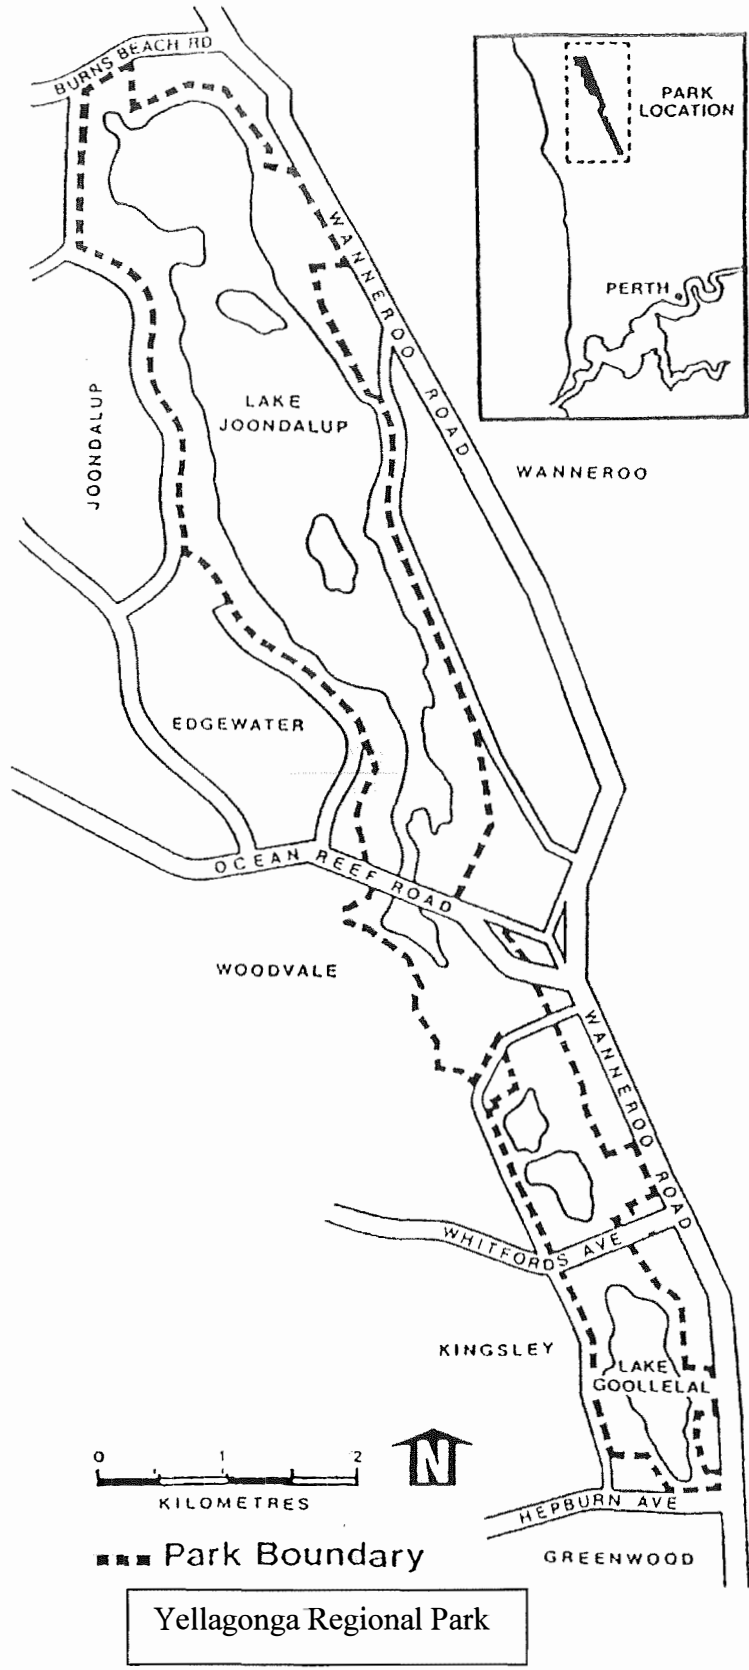 BURNS BEACH RD
PARK
LOCATION
PERTH
WANNEROO ROAD
LAKE
JOONDALUP
JOONDALUP
WANNEROO
EDGEWATER
OCEAN REEF ROAD
WOODVALE
WANNEROO ROAD
WHITFORDS AVE
KINGSLEY
LAKE
GOOLLELAL
0 1 2
KILOMETRES
N
HEPBURN AVE
Park Boundary
GREENWOOD
Yellagonga Regional Park